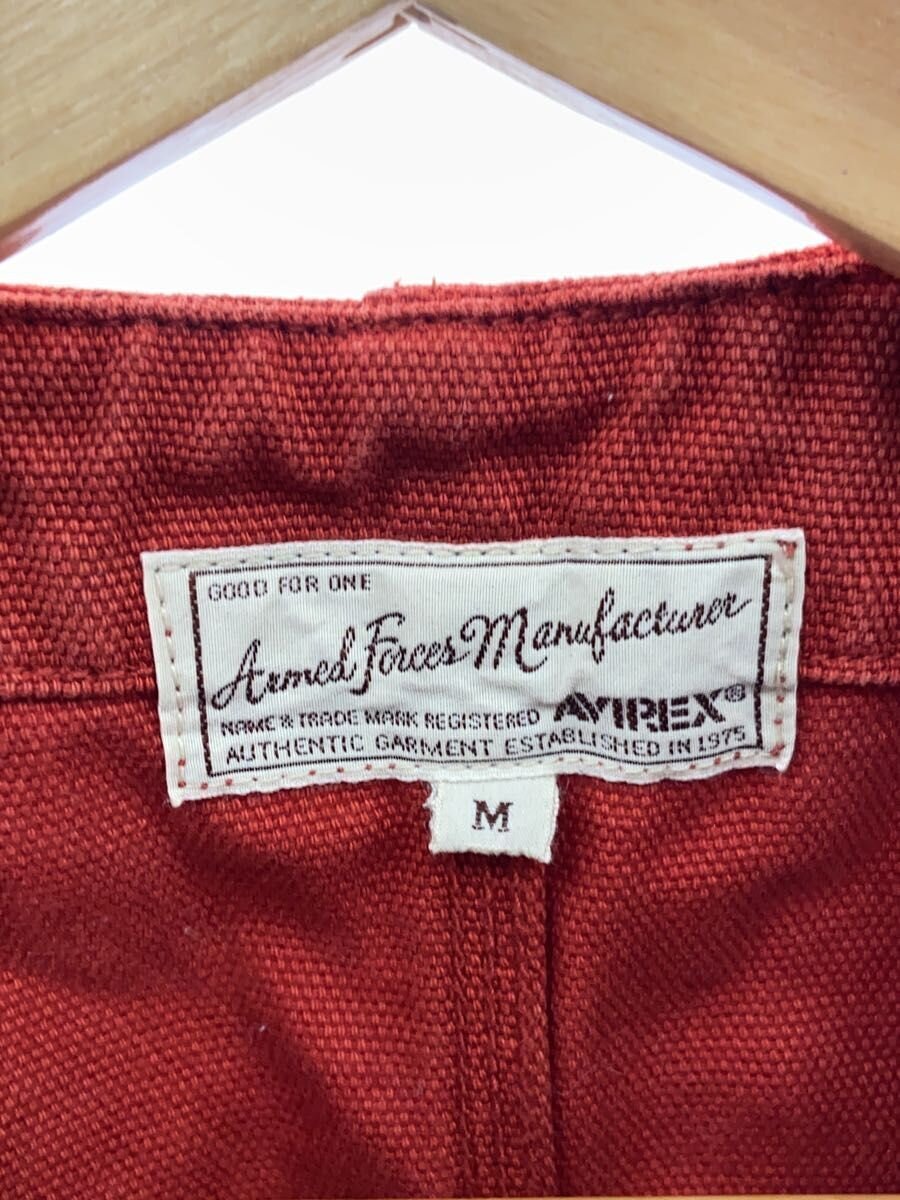 GOOD FOR ONE
Armed Forces Manufacturer
NAME & TRADE MARK REGISTERED AVIREX®
AUTHENTIC GARMENT ESTABLISHED IN 1975
M